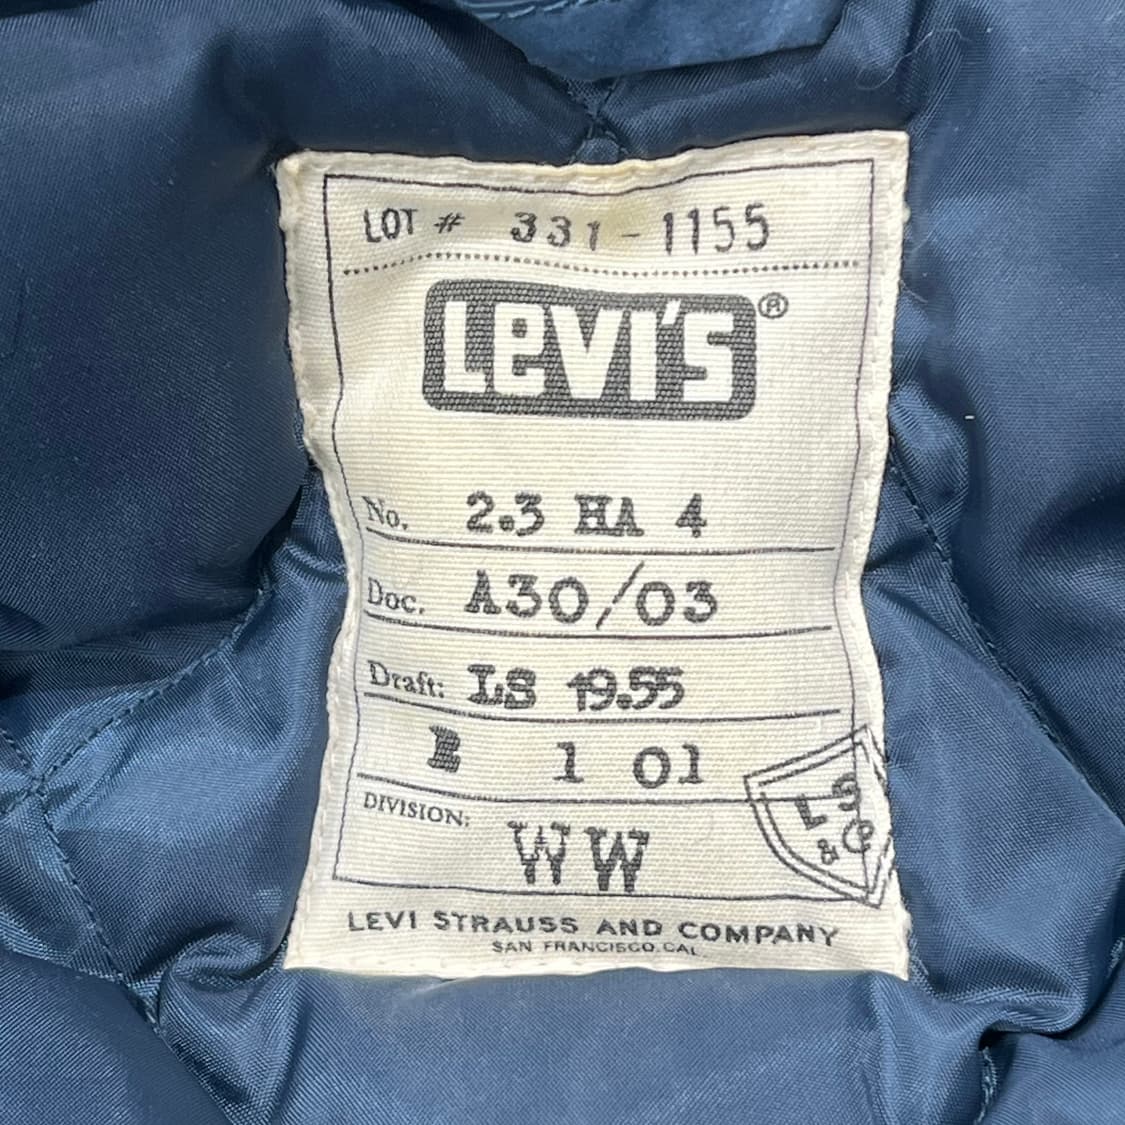 LOT # 331-1155
LEVI'S®
No. 2.3 HA 4
Doc. A30/03
Draft: LS 19.55
E 1 01
DIVISION: WW
LS
& Co
LEVI STRAUSS AND COMPANY
SAN FRANCISCO, CAL.